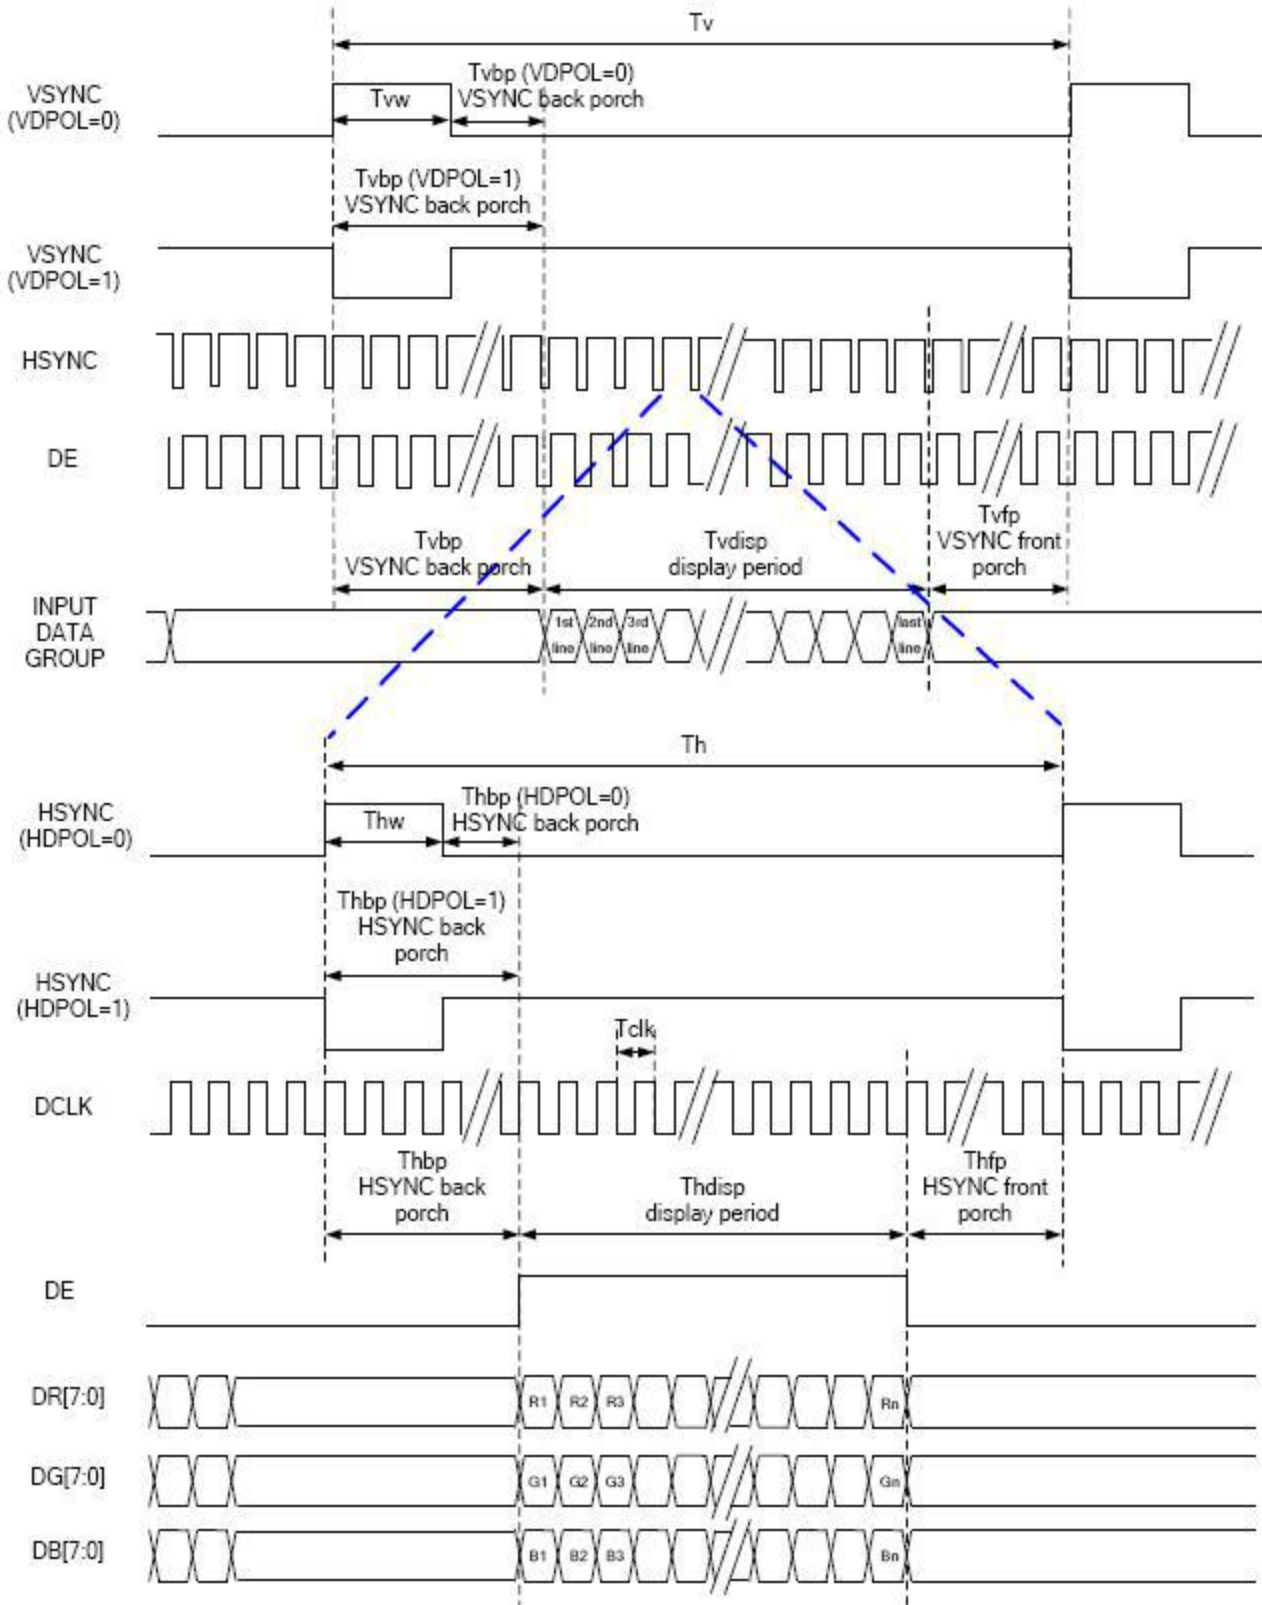 Tv
VSYNC
(VDPOL=0)
Tvw
Tvbp (VDPOL=0)
VSYNC back porch
Tvbp (VDPOL=1)
VSYNC back porch
VSYNC
(VDPOL=1)
HSYNC
DE
Tvbp
VSYNC back porch
Tvdisp
display period
Tvfp
VSYNC front
porch
INPUT
DATA
GROUP
1st
line
2nd
line
3rd
line
last
line
Th
HSYNC
(HDPOL=0)
Thw
Thbp (HDPOL=0)
HSYNC back porch
Thbp (HDPOL=1)
HSYNC back
porch
HSYNC
(HDPOL=1)
Tclk
DCLK
Thbp
HSYNC back
porch
Thdisp
display period
Thfp
HSYNC front
porch
DE
DR[7:0]
R1 R2 R3 Rn
DG[7:0]
G1 G2 G3 Gn
DB[7:0]
B1 B2 B3 Bn